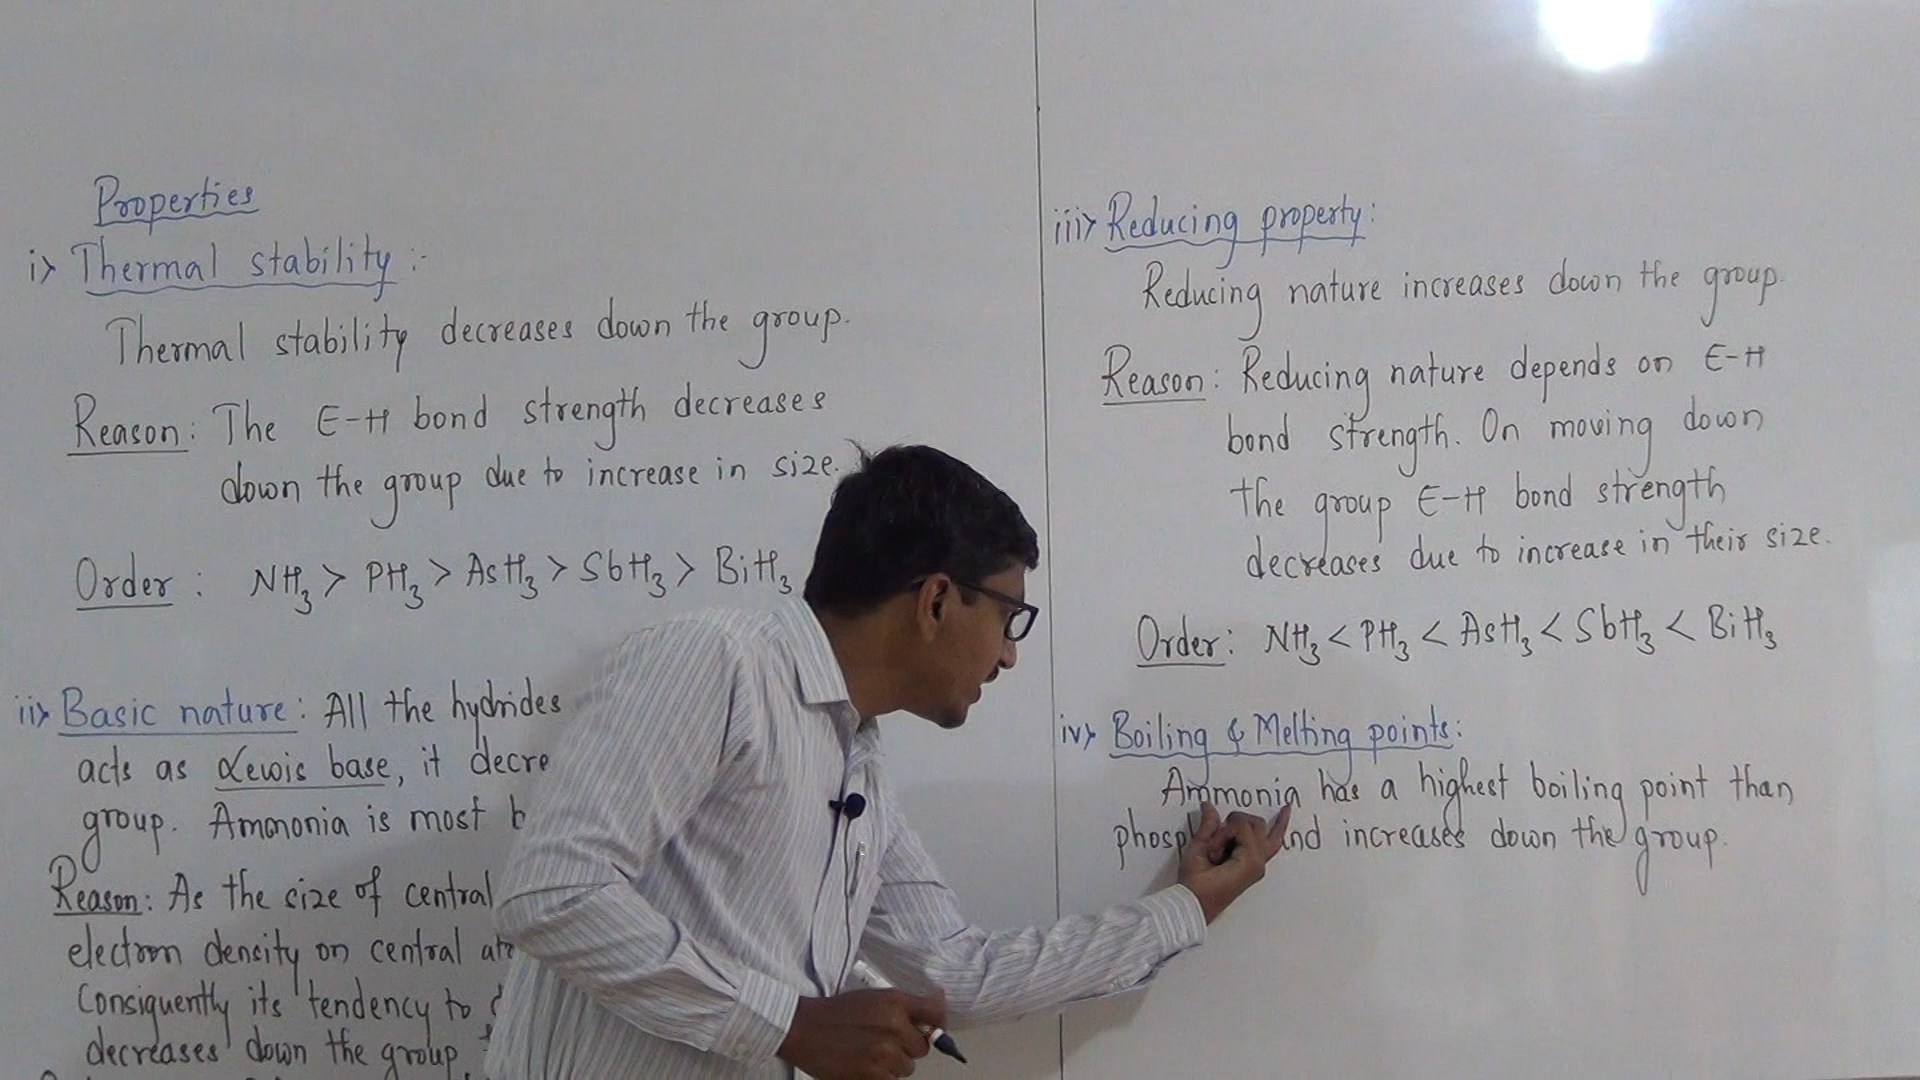 Properties
i> Thermal stability :-
Thermal stability decreases down the group.
Reason: The E-H bond strength decreases
down the group due to increase in size.
Order: NH₃ > PH₃ > AsH₃ > SbH₃ > BiH₃
ii> Basic nature: All the hydrides
acts as Lewis base, it
group. Ammonia is most
Reason: As the size of central
electron density on central
Consiquently its tendency to
decreases down the group.
iii> Reducing property:
Reducing nature increases down the group.
Reason: Reducing nature depends on E-H
bond strength. On moving down
the group E-H bond strength
decreases due to increase in their size.
Order: NH₃ < PH₃ < AsH₃ < SbH₃ < BiH₃
iv> Boiling & Melting points:
Ammonia has a highest boiling point than
and increases down the group.